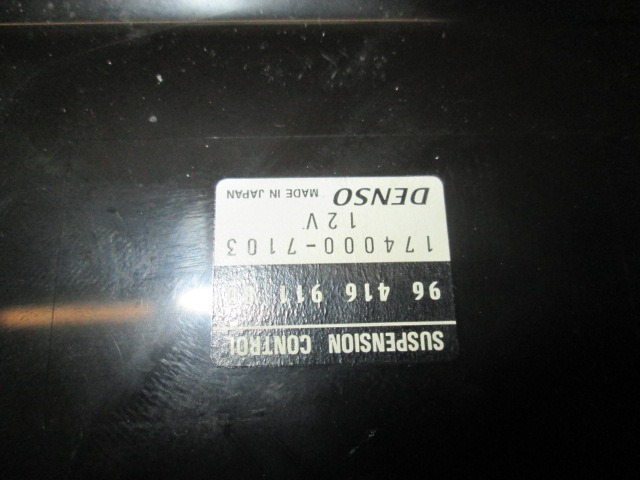 SUSPENSION CONTROL
96 416 911
174000-7103
12V
DENSO MADE IN JAPAN